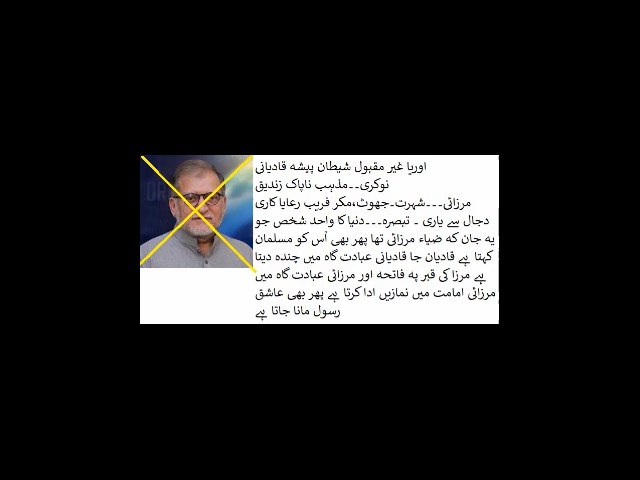 اوریا غیر مقبول شیطان پیشه قادیانی
نوکری۔۔مذہب ناپاک زندیق
مرزائی۔۔۔شہرت۔جھوٹ،مکر فریب رعایا کاری
دجال سے یاری ۔ تبصرہ۔۔۔دنیا کا واحد شخص جو
یہ جان کہ ضیاء مرزائی تھا پھر بھی اُس کو مسلمان
کہتا ہے قادیان جا قادیانی عبادت گاہ میں چندہ دیتا
ہے مرزا کی قبر پہ فاتحہ اور مرزائی عبادت گاہ میں
مرزائی امامت میں نمازیں ادا کرتا ہے پھر بھی عاشق
رسول مانا جاتا ہے